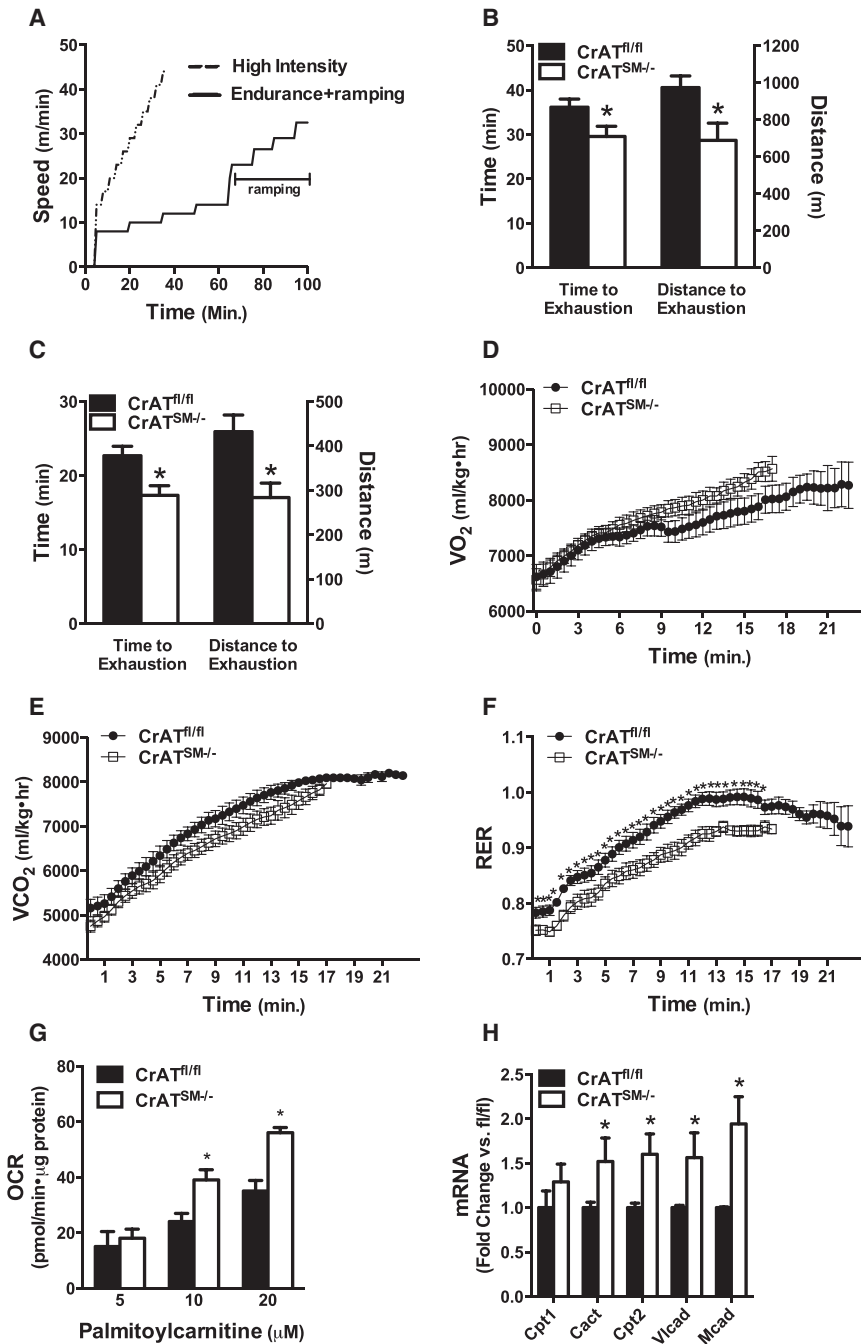 A
50
40
30
20
10
0
Speed (m/min)
High Intensity
Endurance+ramping
ramping
0 20 40 60 80 100
Time (Min.)
B
CrAT^fl/fl
CrAT^SM-/-
50
40
30
20
10
0
Time (min)
* *
1200
1000
800
600
400
200
0
Distance (m)
Time to Exhaustion
Distance to Exhaustion
C
CrAT^fl/fl
CrAT^SM-/-
30
20
10
0
Time (min)
* *
500
400
300
200
100
0
Distance (m)
Time to Exhaustion
Distance to Exhaustion
D
CrAT^fl/fl
CrAT^SM-/-
10000
9000
8000
7000
6000
VO₂ (ml/kg•hr)
0 3 6 9 12 15 18 21
Time (min.)
E
CrAT^fl/fl
CrAT^SM-/-
9000
8000
7000
6000
5000
4000
VCO₂ (ml/kg•hr)
1 3 5 7 9 11 13 15 17 19 21
Time (min.)
F
CrAT^fl/fl
CrAT^SM-/-
1.1
1.0
0.9
0.8
0.7
RER
1 3 5 7 9 11 13 15 17 19 21
Time (min.)
G
CrAT^fl/fl
CrAT^SM-/-
80
60
40
20
0
OCR
(pmol/min•µg protein)
* *
5 10 20
Palmitoylcarnitine (µM)
H
CrAT^fl/fl
CrAT^SM-/-
2.5
2.0
1.5
1.0
0.5
0.0
mRNA
(Fold Change vs. fl/fl)
* * * *
Cpt1 Cact Cpt2 Vlcad Mcad